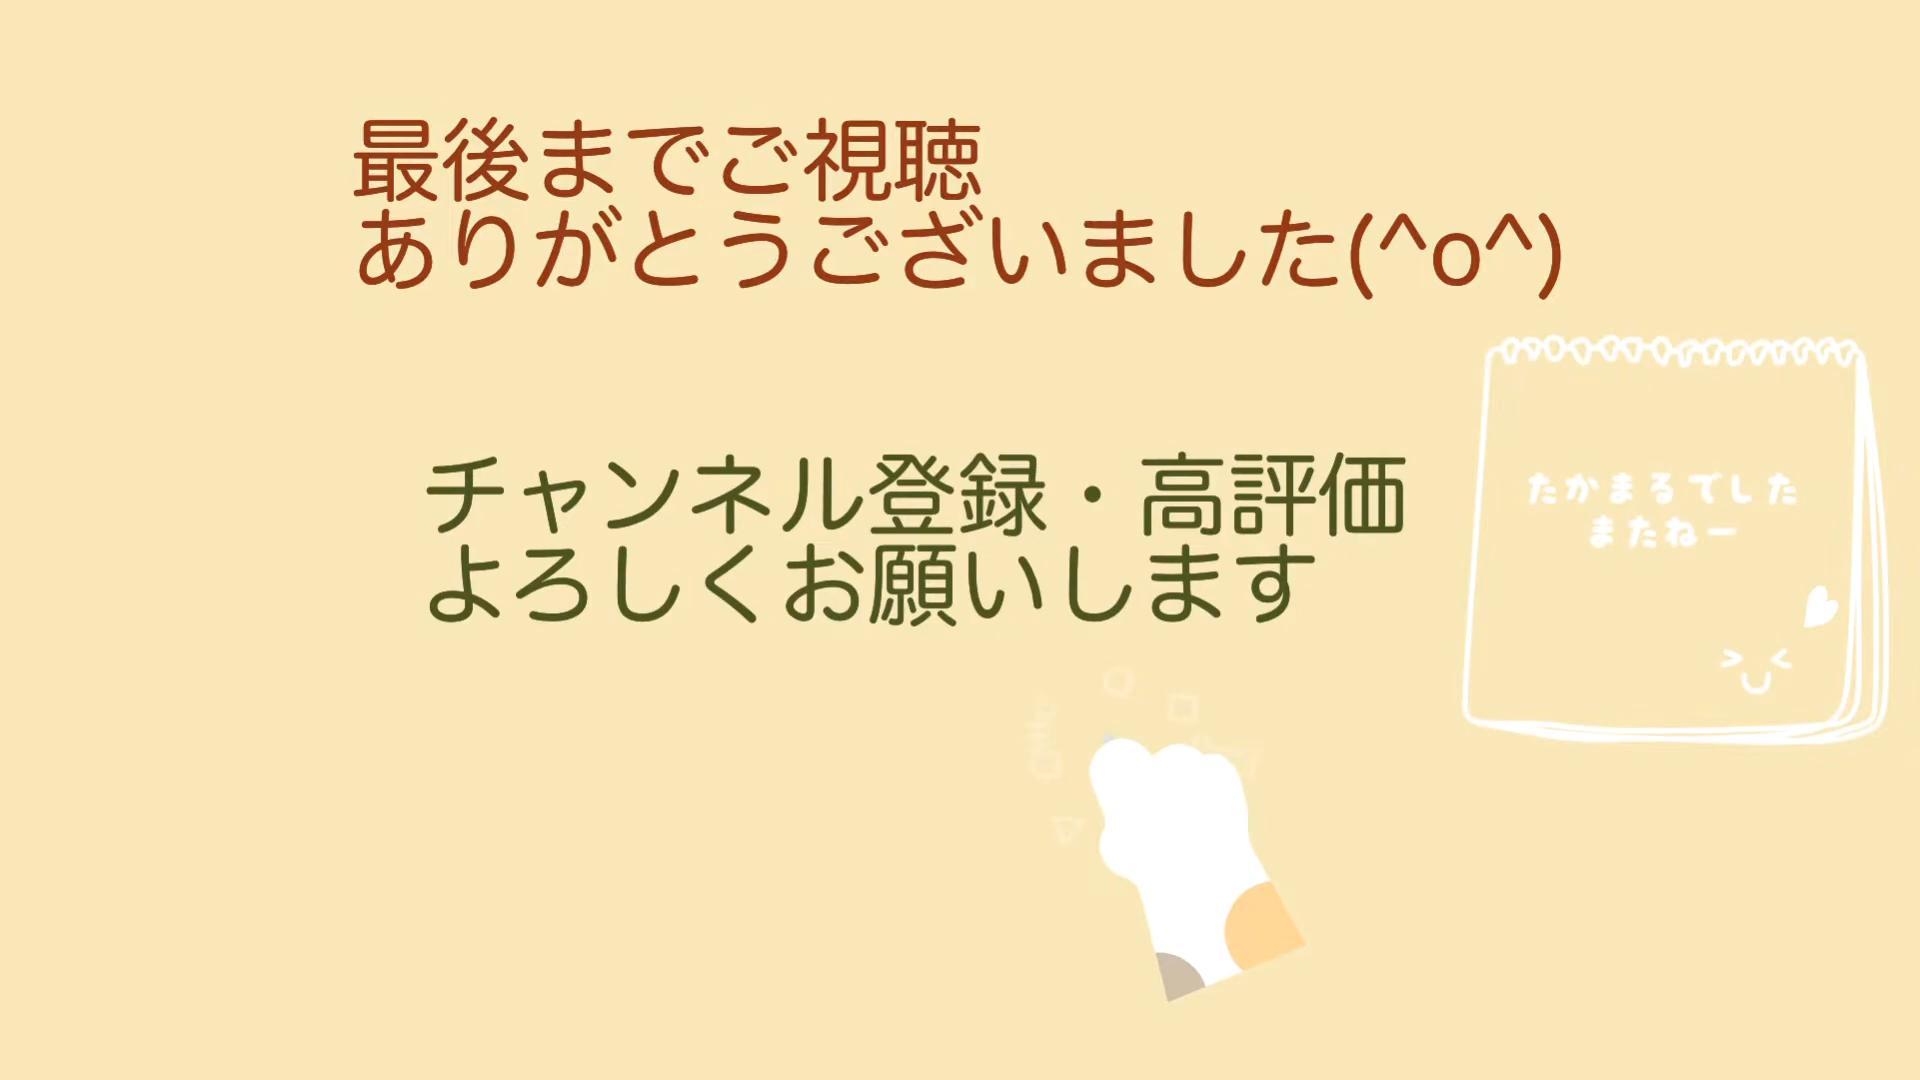 最後までご視聴
ありがとうございました(^o^)
チャンネル登録・高評価
よろしくお願いします
たかまるでした
またねー